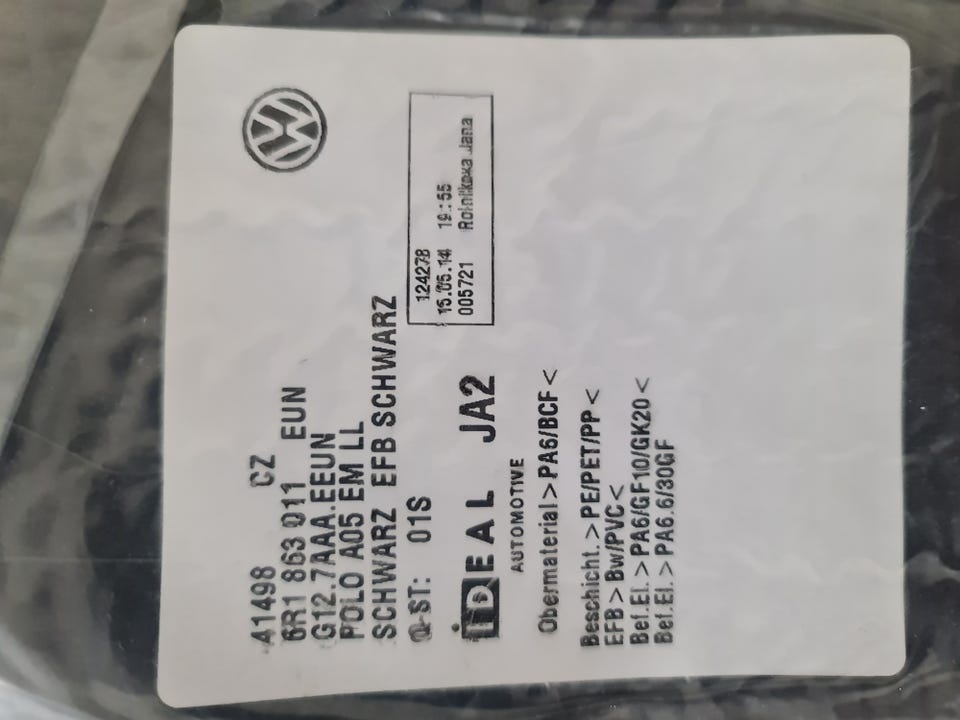 41498 CZ
6R1 863 011 EUN
G12.7AAA.EEUN
POLO A05 EM LL
SCHWARZ EFB SCHWARZ
Q-ST: 01S
124278
15.05.14 19:55
005721 Jana
iDEAL JA2
AUTOMOTIVE
Obermaterial > PA6/BCF <
Beschicht. > PE/PET/PP <
EFB > Bw/PVC <
Bef.El. > PA6/GF10/GK20 <
Bef.El. > PA6.6/30GF